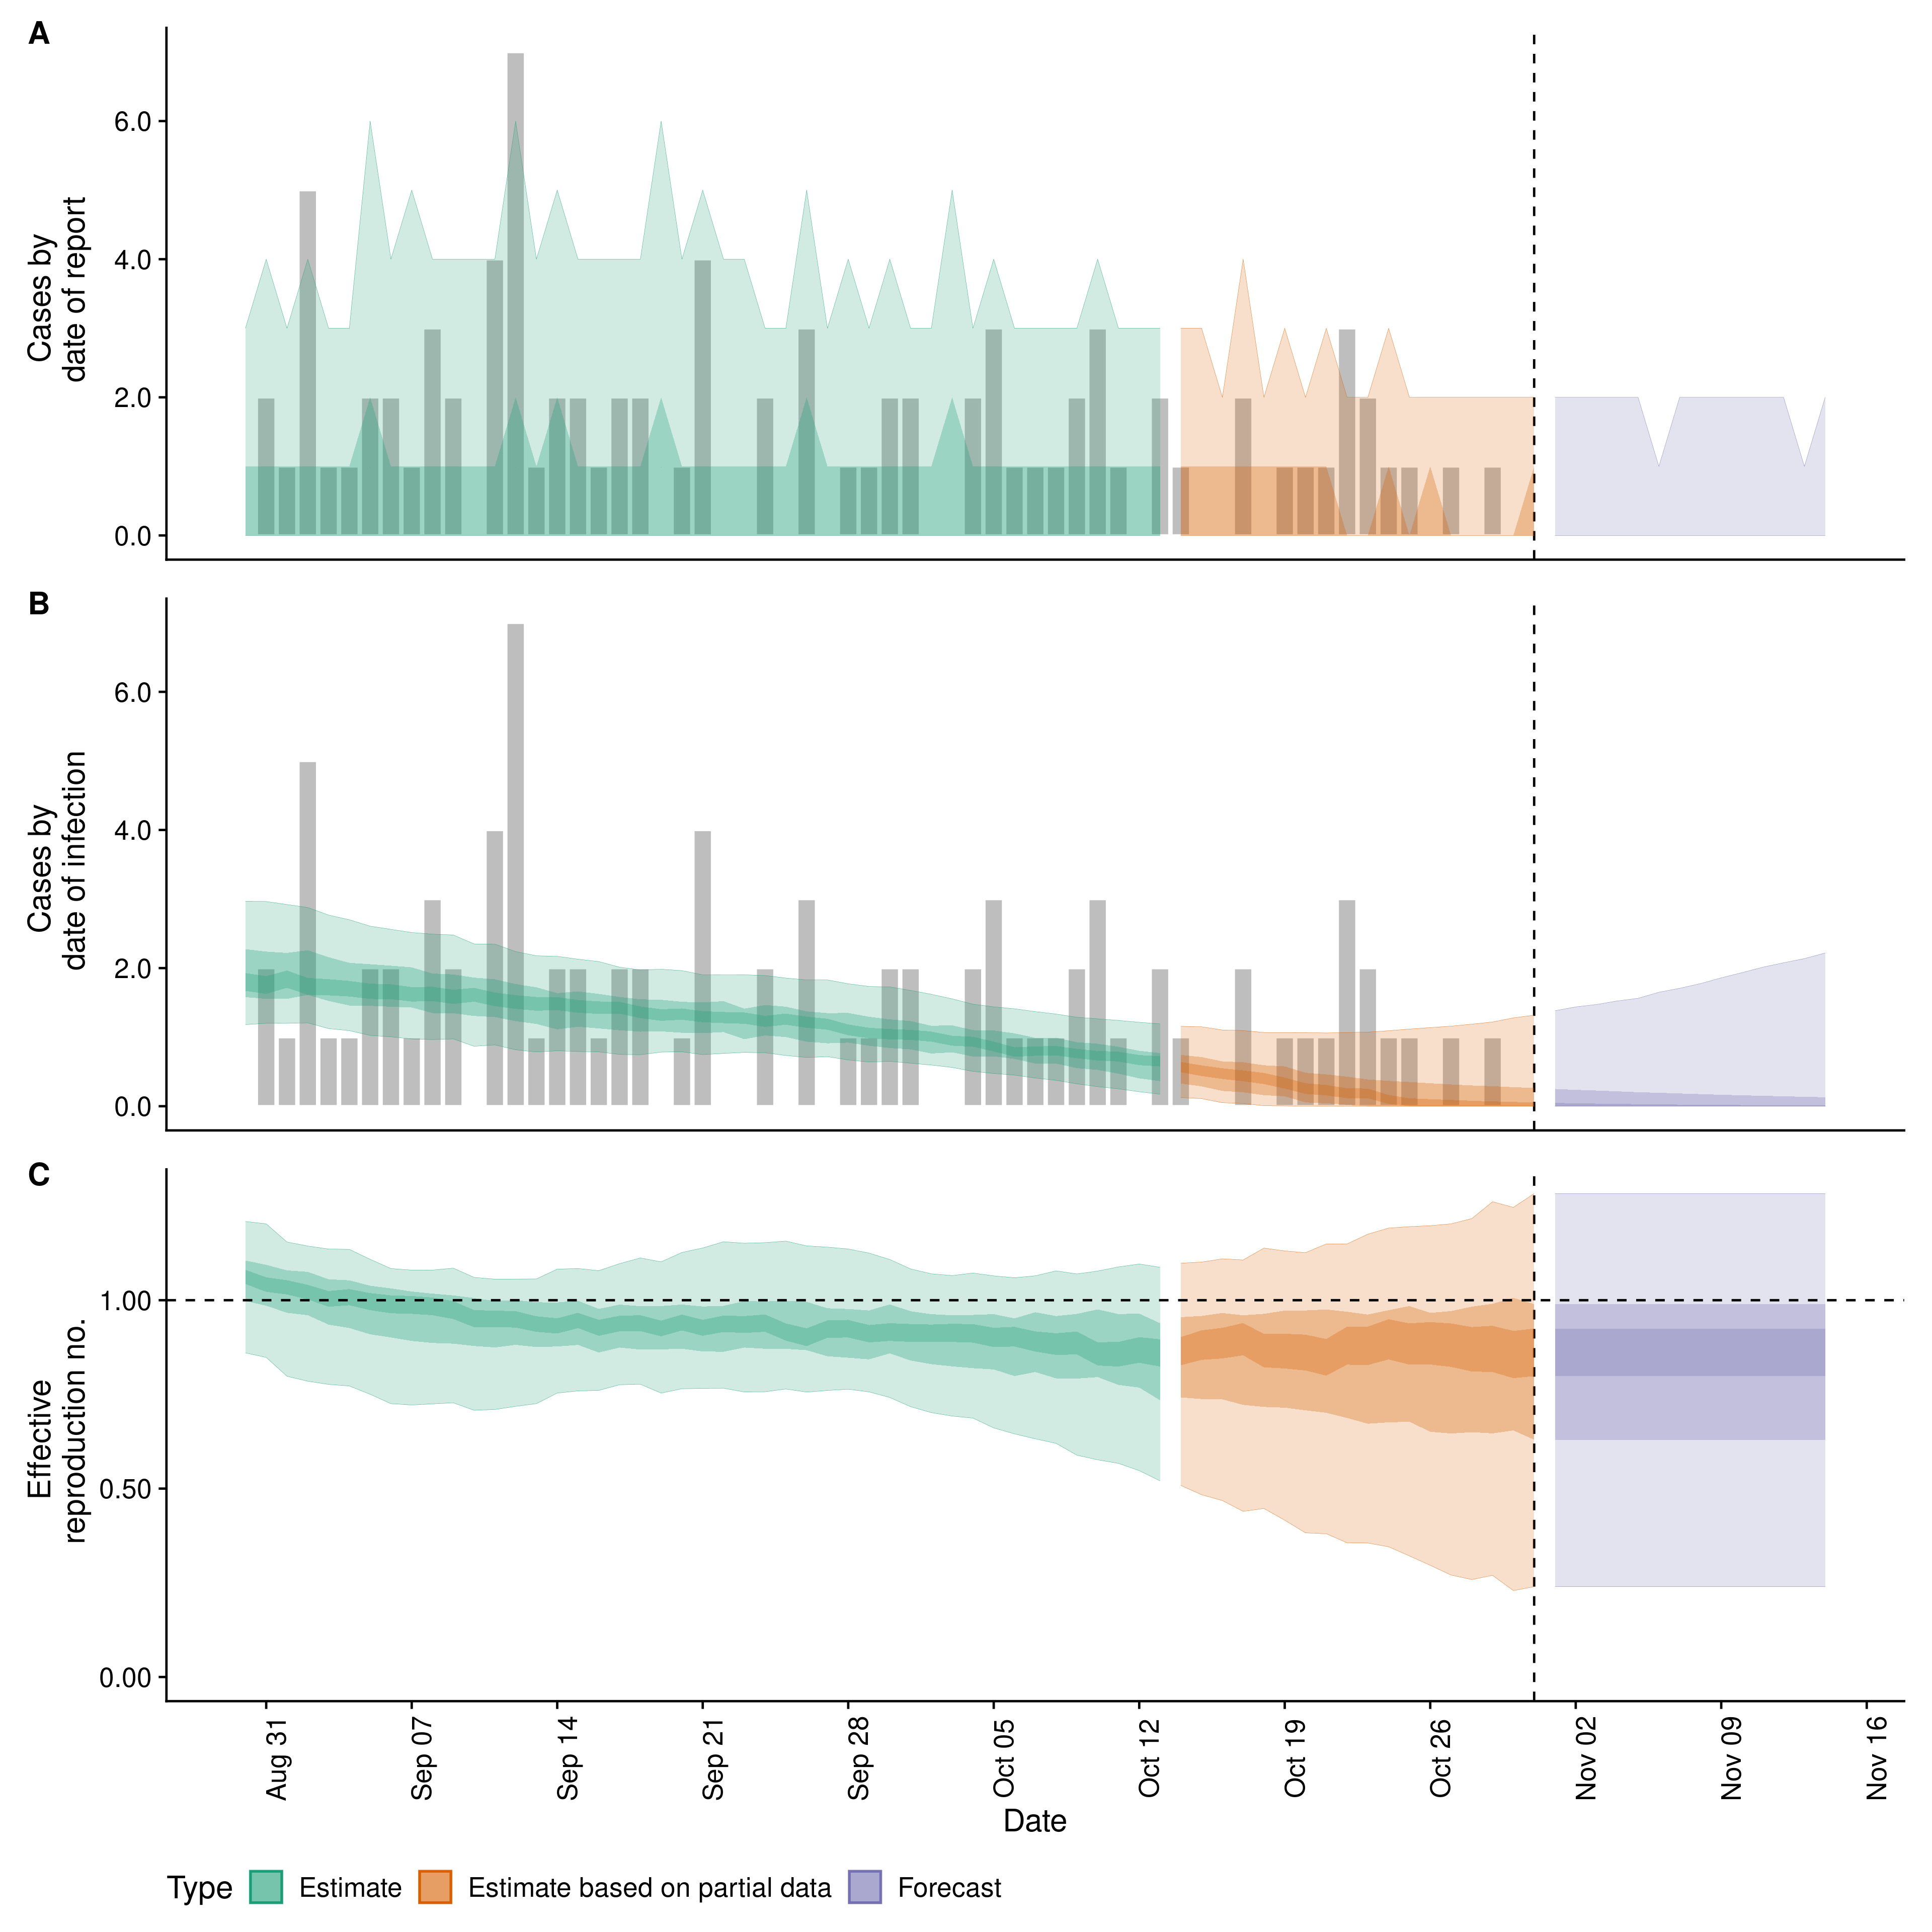 A
Cases by
date of report
6.0
4.0
2.0
0.0
B
Cases by
date of infection
6.0
4.0
2.0
0.0
C
Effective
reproduction no.
1.00
0.50
0.00
Aug 31
Sep 07
Sep 14
Sep 21
Sep 28
Oct 05
Oct 12
Oct 19
Oct 26
Nov 02
Nov 09
Nov 16
Date
Type Estimate Estimate based on partial data Forecast